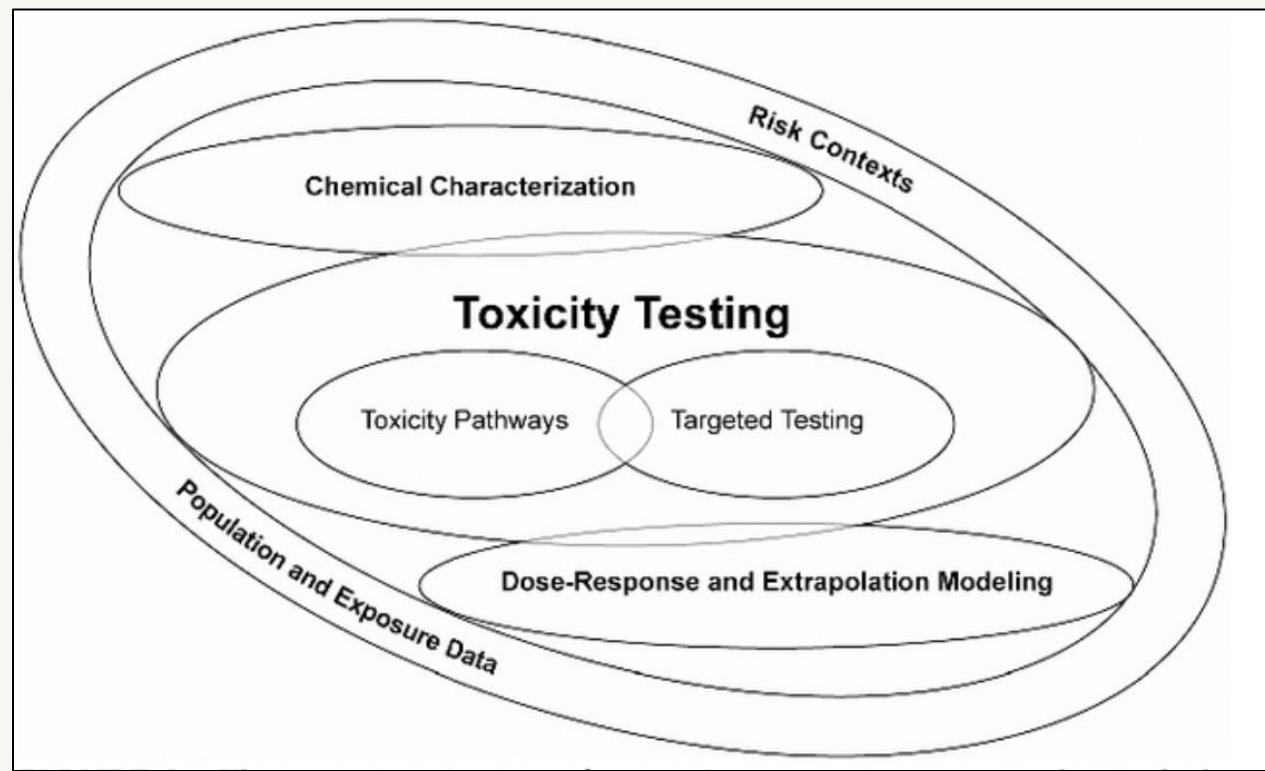 Risk Contexts
Chemical Characterization
Toxicity Testing
Toxicity Pathways
Targeted Testing
Population and Exposure Data
Dose-Response and Extrapolation Modeling